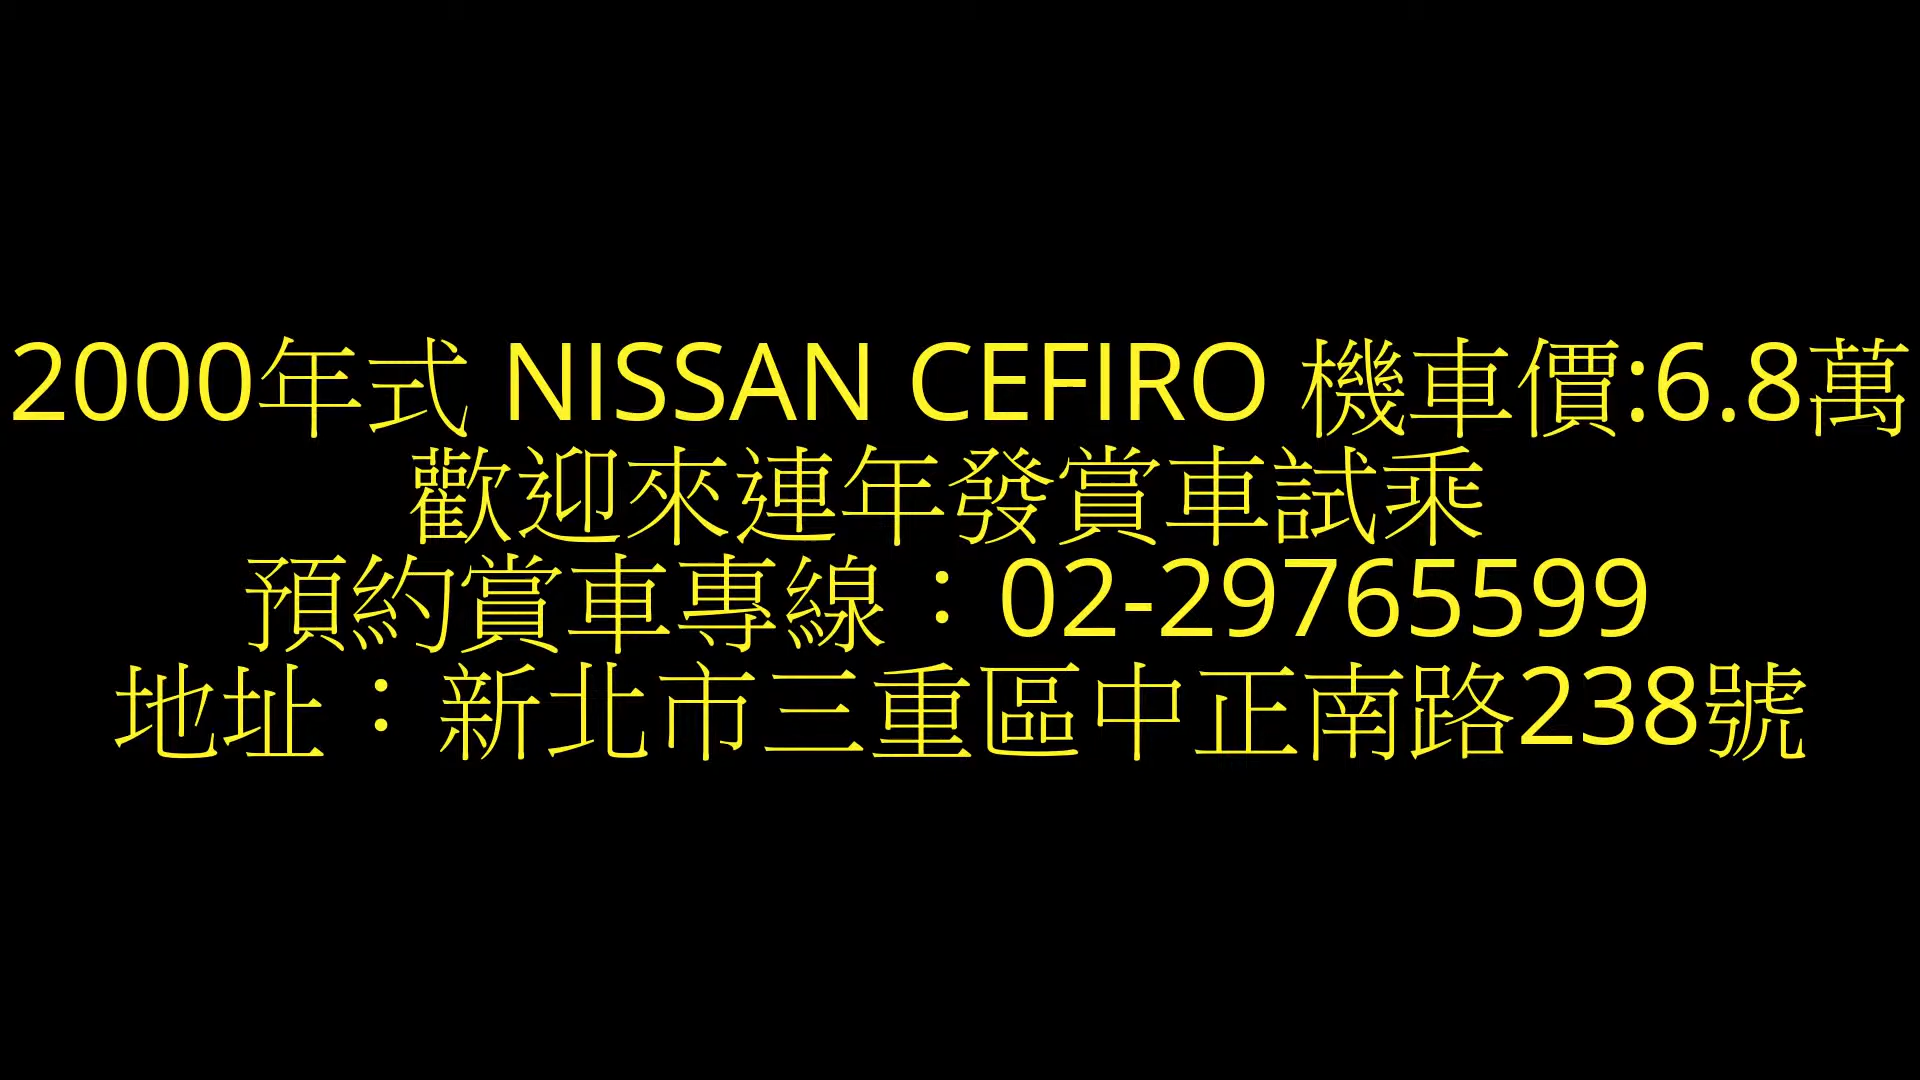 2000年式 NISSAN CEFIRO 機車價:6.8萬
歡迎來連年發賞車試乘
預約賞車專線：02-29765599
地址：新北市三重區中正南路238號